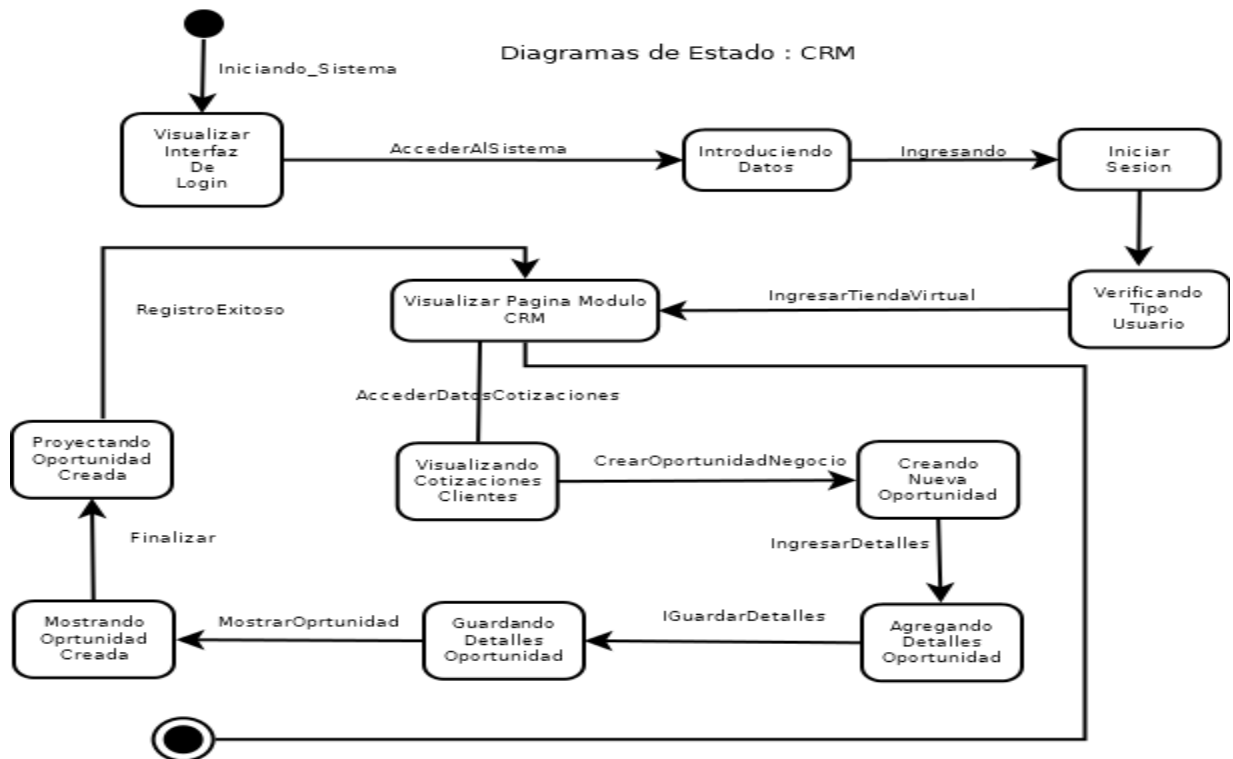 Diagramas de Estado : CRM
Iniciando_Sistema
Visualizar
Interfaz
De
Login
AccederAlSistema
Introduciendo
Datos
Ingresando
Iniciar
Sesion
Verificando
Tipo
Usuario
IngresarTiendaVirtual
Visualizar Pagina Modulo
CRM
RegistroExitoso
AccederDatosCotizaciones
Visualizando
Cotizaciones
Clientes
CrearOportunidadNegocio
Creando
Nueva
Oportunidad
IngresarDetalles
Agregando
Detalles
Oportunidad
IGuardarDetalles
Guardando
Detalles
Oportunidad
MostrarOprtunidad
Mostrando
Oprtunidad
Creada
Finalizar
Proyectando
Oportunidad
Creada